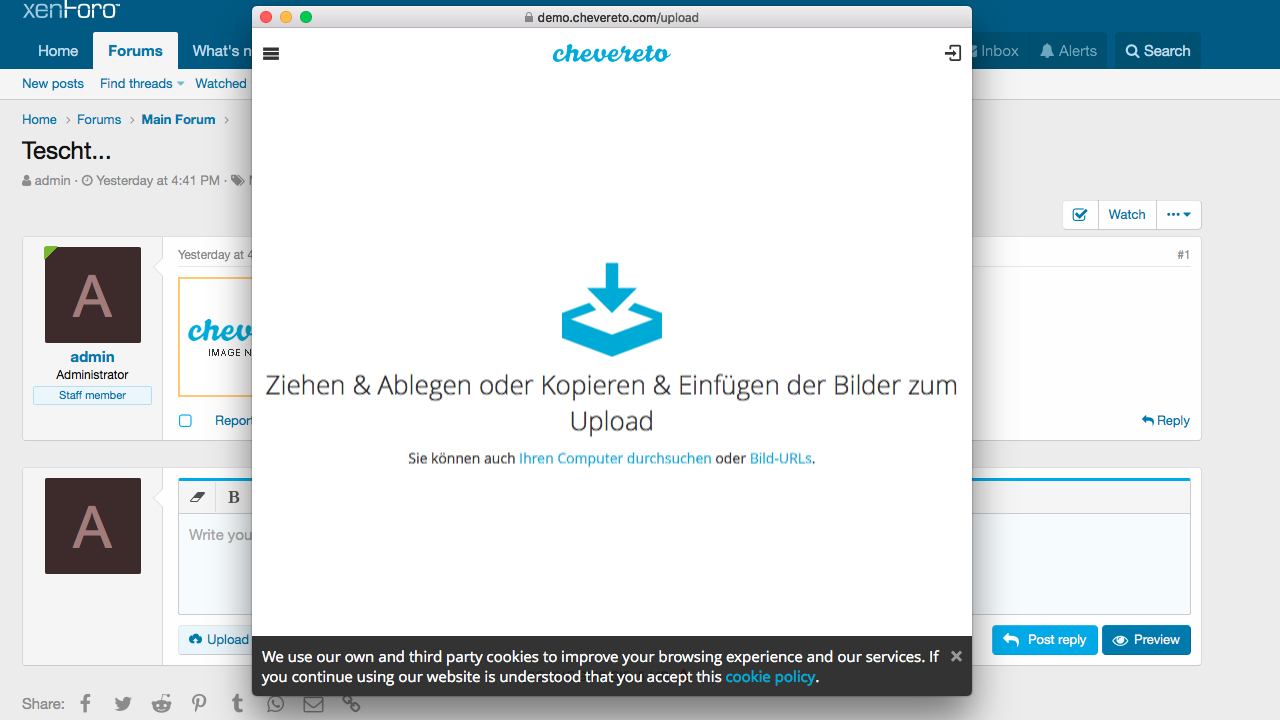 xenForo
demo.chevereto.com/upload
Home Forums What's n
Inbox Alerts Search
chevereto
New posts Find threads Watched
Home > Forums > Main Forum >
Tescht...
admin · Yesterday at 4:41 PM ·
Watch
Yesterday at 4
#1
A
chev
IMAGE N
admin
Administrator
Staff member
Report
Reply
Ziehen & Ablegen oder Kopieren & Einfügen der Bilder zum
Upload
Sie können auch Ihren Computer durchsuchen oder Bild-URLs.
A
B
Write you
Upload
Post reply Preview
We use our own and third party cookies to improve your browsing experience and our services. If
you continue using our website is understood that you accept this cookie policy.
Share: